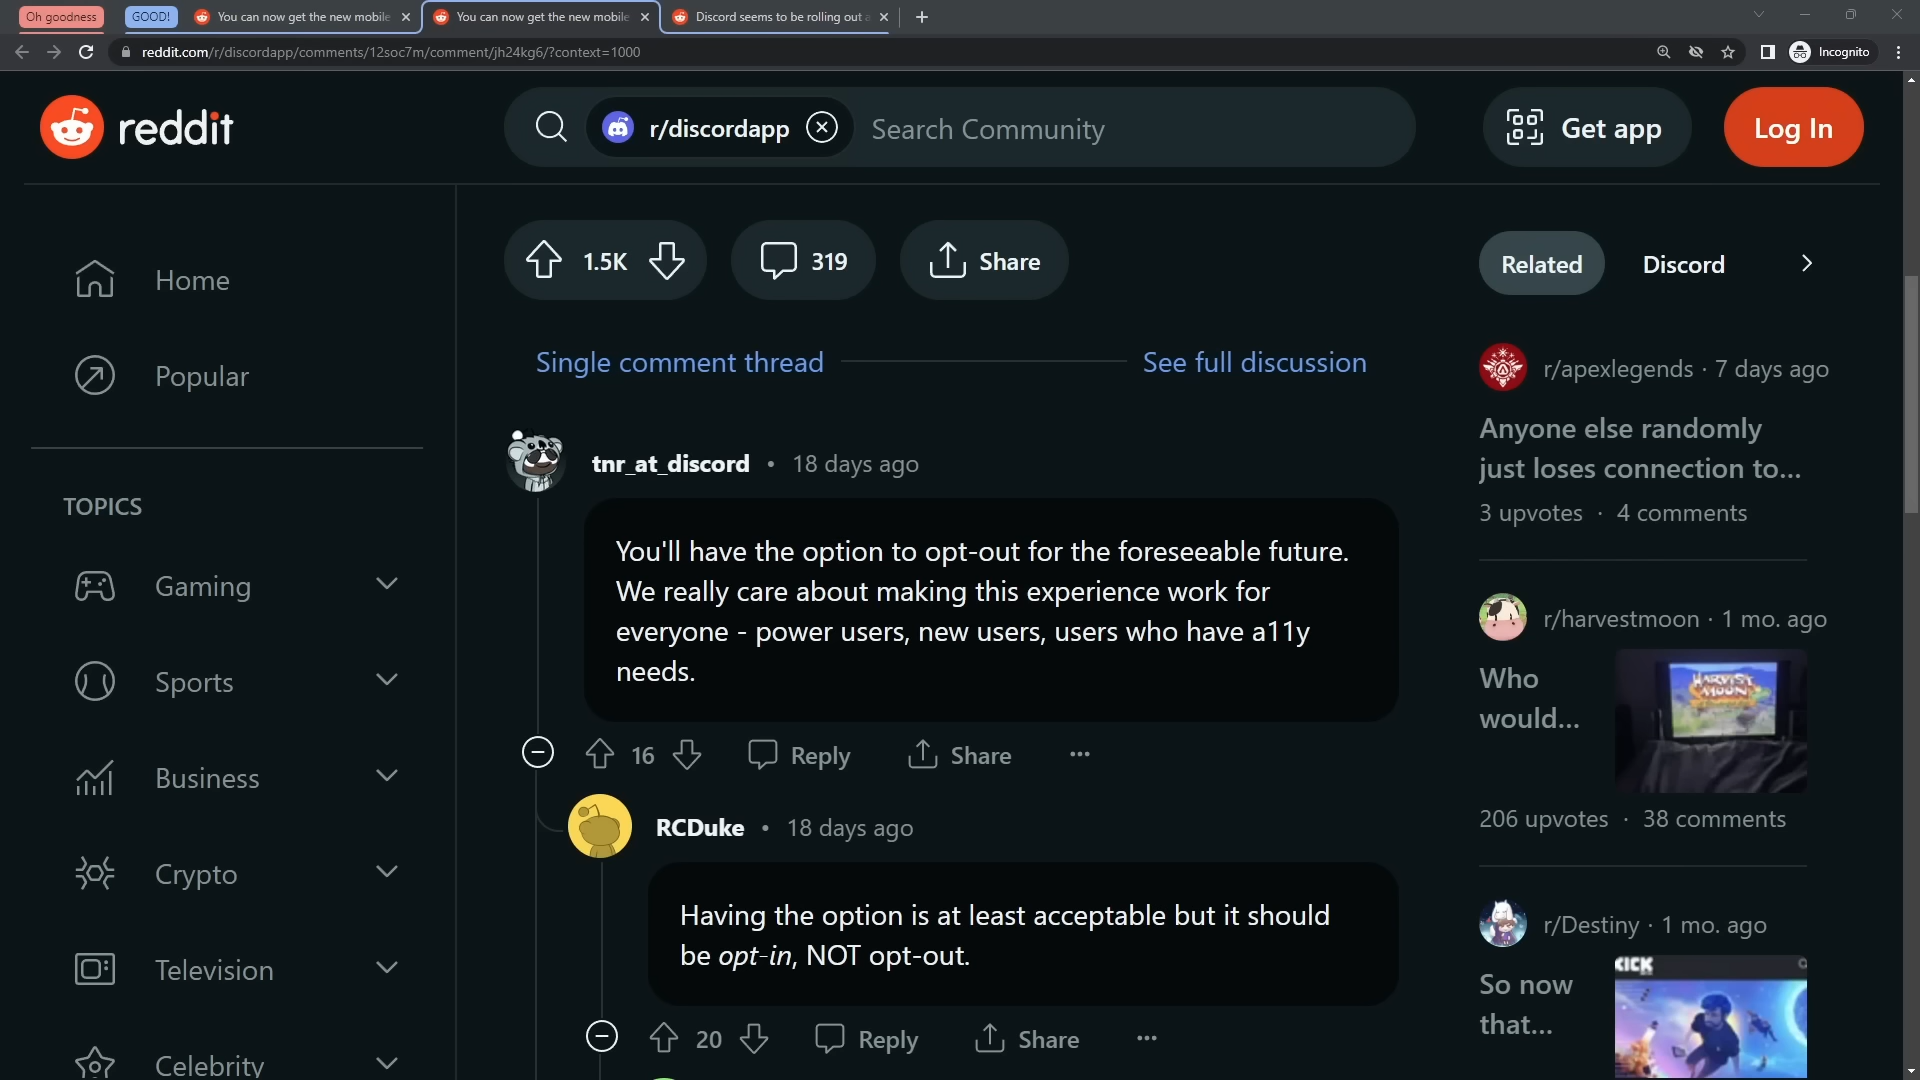 Oh goodness
GOOD!
You can now get the new mobile
You can now get the new mobile
Discord seems to be rolling out a
reddit.com/r/discordapp/comments/12soc7m/comment/jh24kg6/?context=1000
Incognito
reddit
r/discordapp
Search Community
Get app
Log In
Home
Popular
TOPICS
Gaming
Sports
Business
Crypto
Television
Celebrity
1.5K
319
Share
Single comment thread
See full discussion
tnr_at_discord • 18 days ago
You'll have the option to opt-out for the foreseeable future.
We really care about making this experience work for
everyone - power users, new users, users who have a11y
needs.
16
Reply
Share
RCDuke • 18 days ago
Having the option is at least acceptable but it should
be opt-in, NOT opt-out.
20
Reply
Share
Related
Discord
r/apexlegends · 7 days ago
Anyone else randomly
just loses connection to...
3 upvotes · 4 comments
r/harvestmoon · 1 mo. ago
Who
would...
HARVEST
MOON
206 upvotes · 38 comments
r/Destiny · 1 mo. ago
So now
that...
KICK